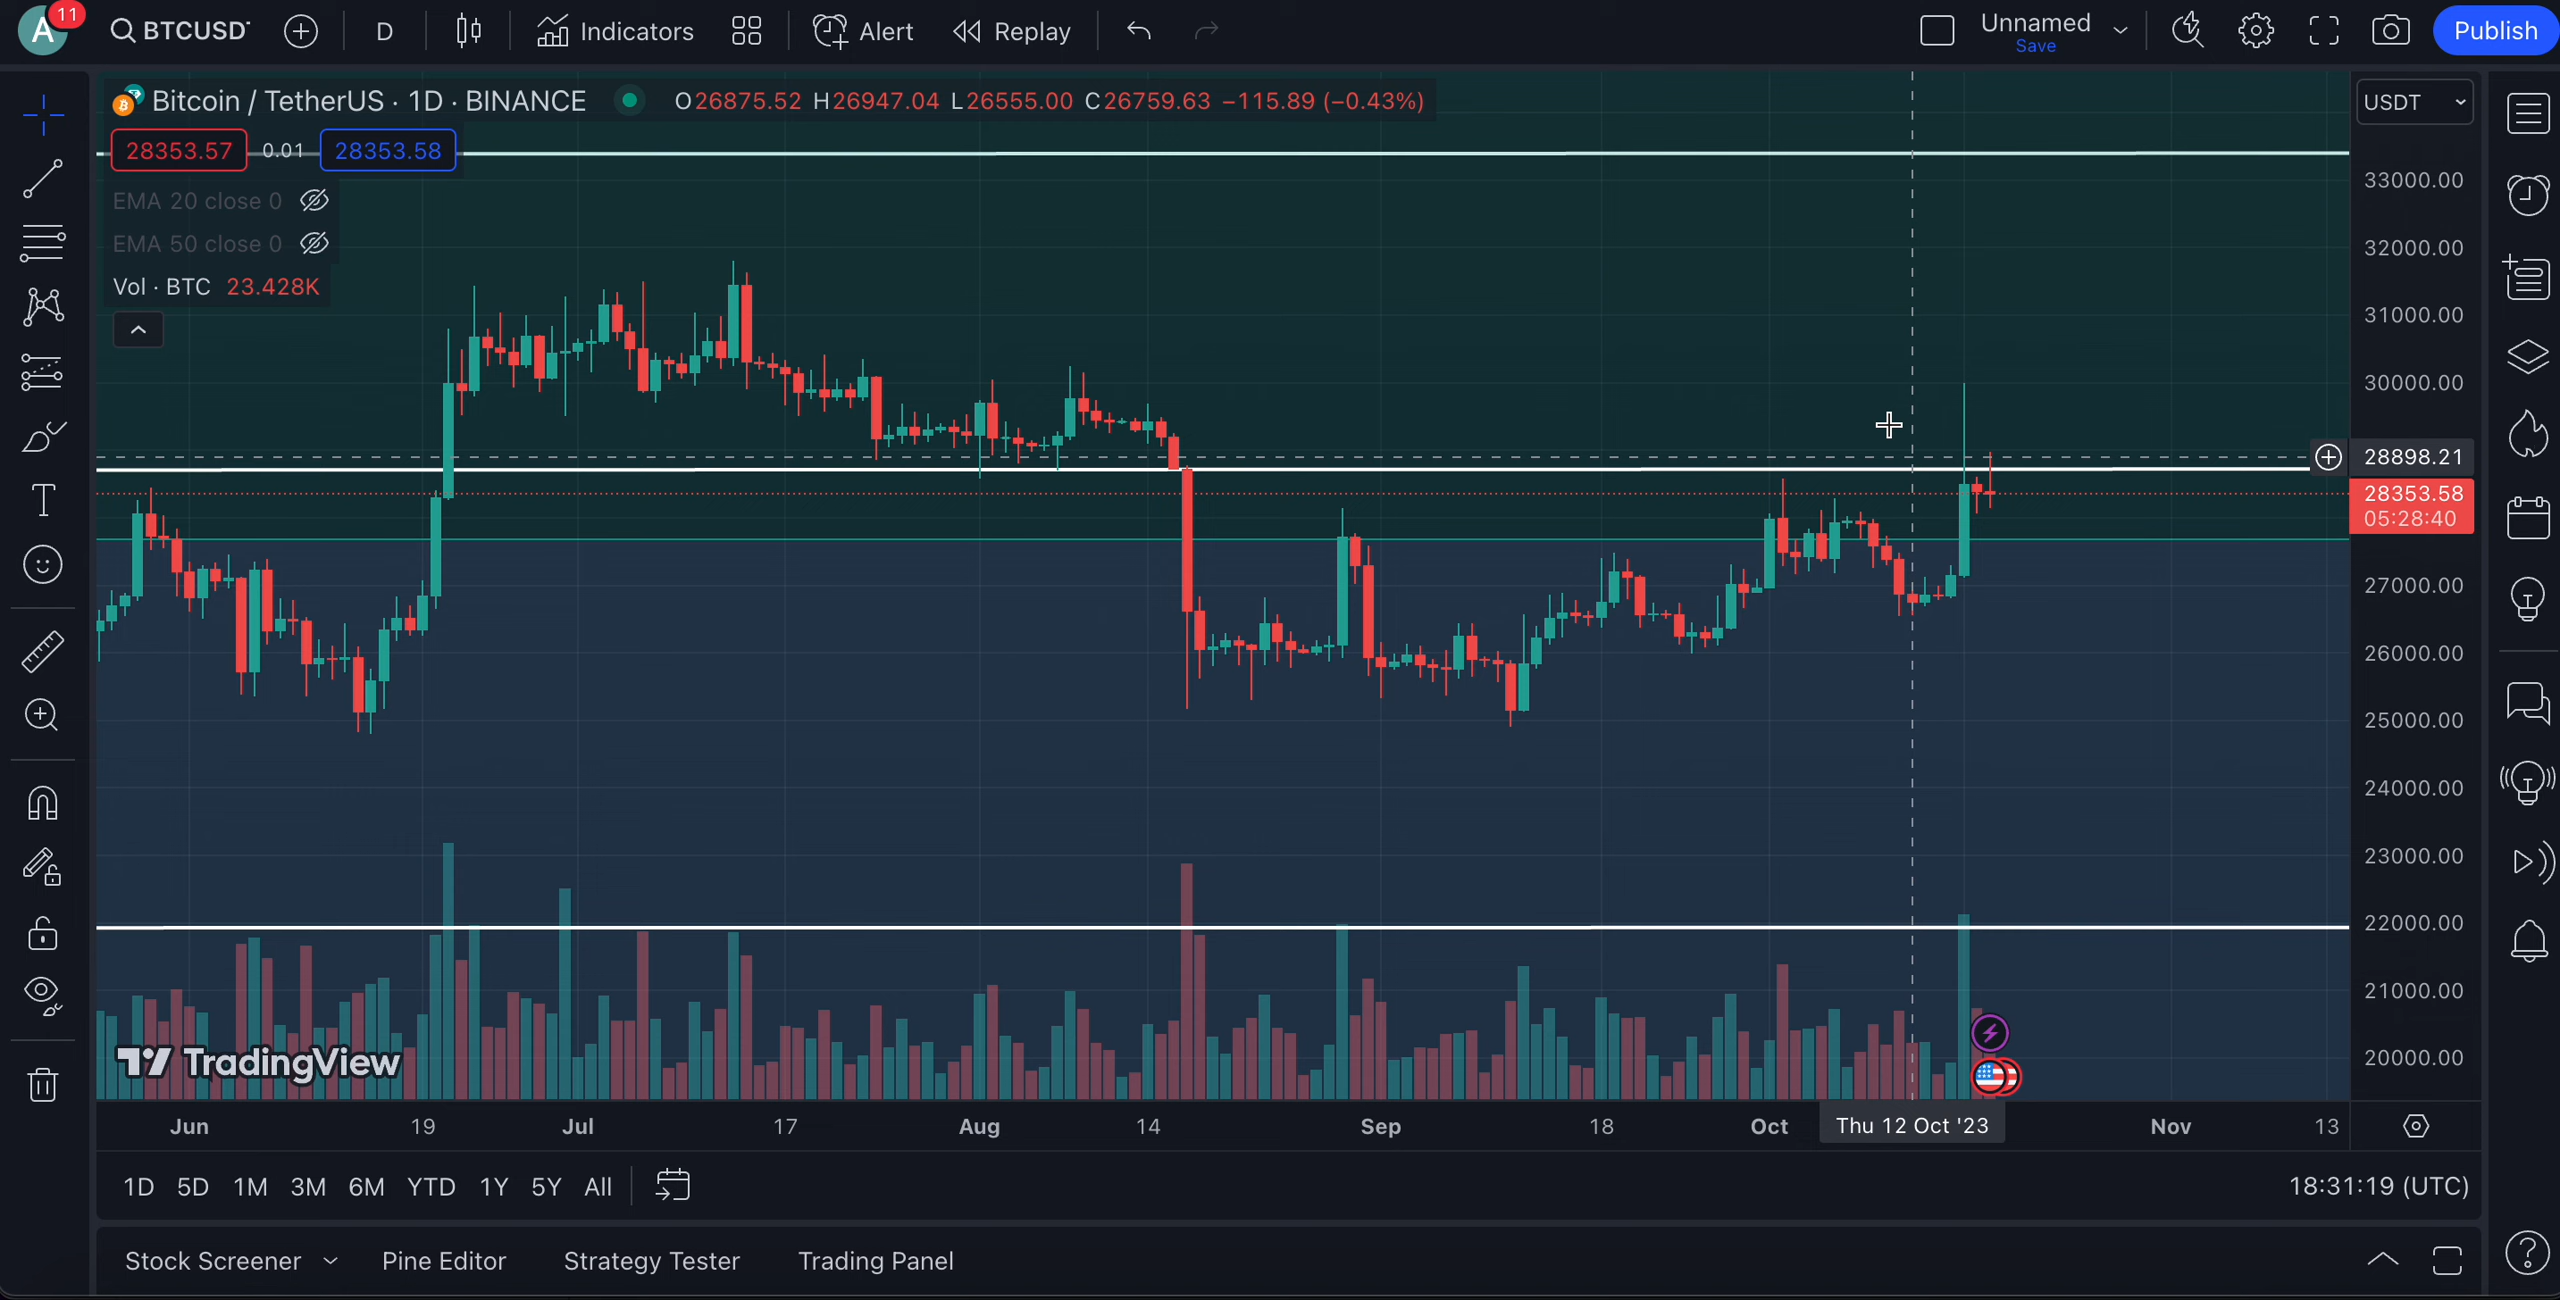 A 11 BTCUSDT D Indicators Alert Replay Unnamed Save Publish
Bitcoin / TetherUS · 1D · BINANCE O26875.52 H26947.04 L26555.00 C26759.63 −115.89 (−0.43%) USDT
28353.57 0.01 28353.58
EMA 20 close 0
EMA 50 close 0
Vol · BTC 23.428K
33000.00
32000.00
31000.00
30000.00
28898.21
28353.58
05:28:40
27000.00
26000.00
25000.00
24000.00
23000.00
22000.00
21000.00
20000.00
TradingView
Jun 19 Jul 17 Aug 14 Sep 18 Oct Thu 12 Oct '23 Nov 13
1D 5D 1M 3M 6M YTD 1Y 5Y All 18:31:19 (UTC)
Stock Screener Pine Editor Strategy Tester Trading Panel